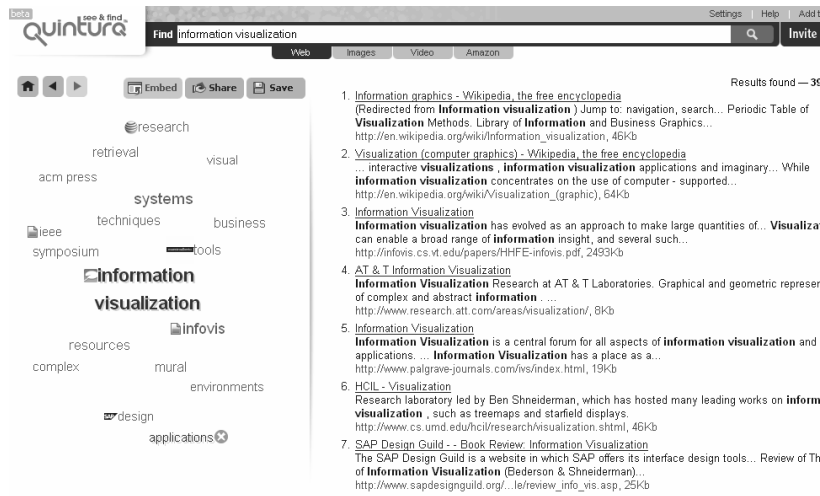 beta
see & find
quintura
Settings | Help | Add t
Find information visualization
Invite
Web Images Video Amazon
Embed Share Save
research
retrieval
visual
acm press
systems
techniques
business
ieee
symposium
tools
information
visualization
infovis
resources
complex
mural
environments
SAP design
applications
Results found — 39
1. Information graphics - Wikipedia, the free encyclopedia
(Redirected from Information visualization ) Jump to: navigation, search... Periodic Table of
Visualization Methods. Library of Information and Business Graphics...
http://en.wikipedia.org/wiki/Information_visualization, 46Kb
2. Visualization (computer graphics) - Wikipedia, the free encyclopedia
... interactive visualizations , information visualization applications and imaginary... While
information visualization concentrates on the use of computer - supported...
http://en.wikipedia.org/wiki/Visualization_(graphic), 64Kb
3. Information Visualization
Information visualization has evolved as an approach to make large quantities of... Visualizat
can enable a broad range of information insight, and several such...
http://infovis.cs.vt.edu/papers/HHFE-infovis.pdf, 2493Kb
4. AT & T Information Visualization
Information Visualization Research at AT & T Laboratories. Graphical and geometric represen
of complex and abstract information . ...
http://www.research.att.com/areas/visualization/, 8Kb
5. Information Visualization
Information Visualization is a central forum for all aspects of information visualization and
applications. ... Information Visualization has a place as a...
http://www.palgrave-journals.com/ivs/index.html, 19Kb
6. HCIL - Visualization
Research laboratory led by Ben Shneiderman, which has hosted many leading works on inform
visualization , such as treemaps and starfield displays.
http://www.cs.umd.edu/hcil/research/visualization.shtml, 46Kb
7. SAP Design Guild - - Book Review: Information Visualization
The SAP Design Guild is a website in which SAP offers its interface design tools... Review of Th
of Information Visualization (Bederson & Shneiderman)...
http://www.sapdesignguild.org/...le/review_info_vis.asp, 25Kb